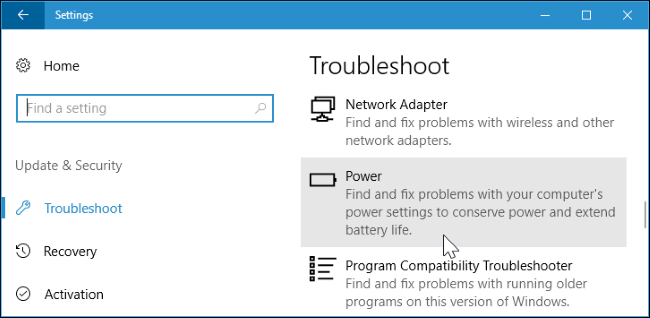 Settings
Home
Find a setting
Update & Security
Troubleshoot
Recovery
Activation
Troubleshoot
Network Adapter
Find and fix problems with wireless and other
network adapters.
Power
Find and fix problems with your computer's
power settings to conserve power and extend
battery life.
Program Compatibility Troubleshooter
Find and fix problems with running older
programs on this version of Windows.